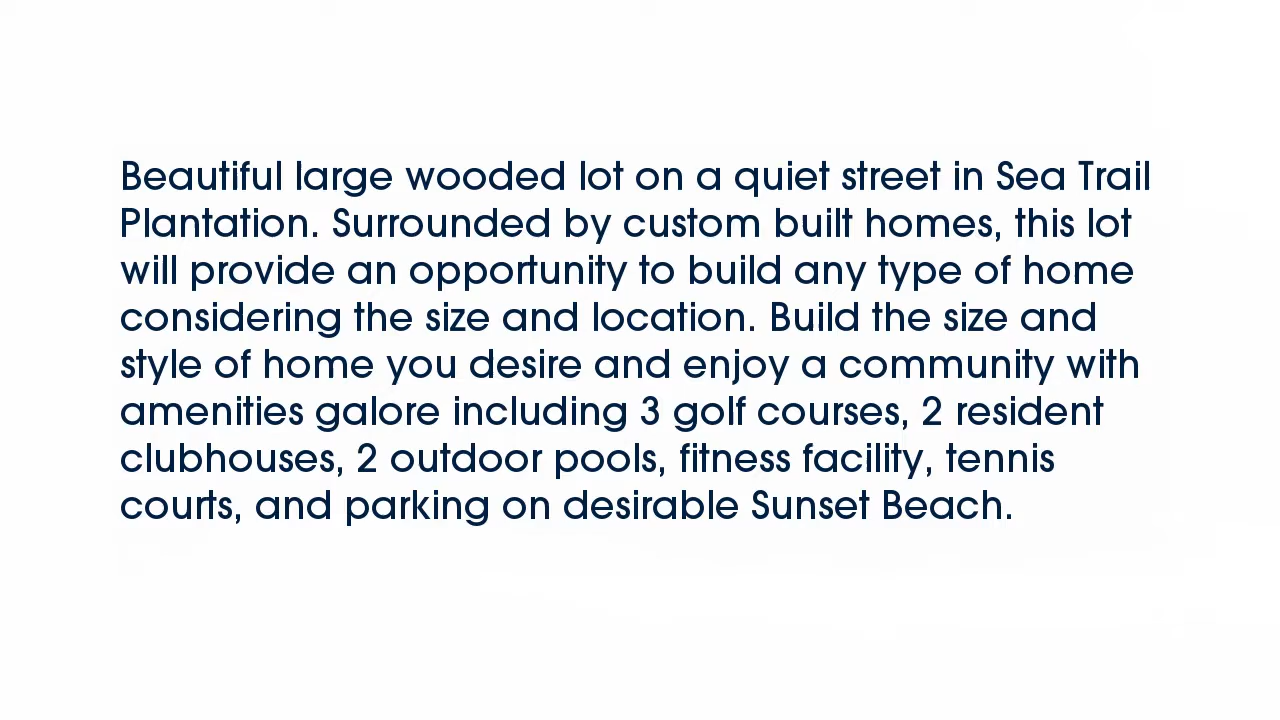 Beautiful large wooded lot on a quiet street in Sea Trail
Plantation. Surrounded by custom built homes, this lot
will provide an opportunity to build any type of home
considering the size and location. Build the size and
style of home you desire and enjoy a community with
amenities galore including 3 golf courses, 2 resident
clubhouses, 2 outdoor pools, fitness facility, tennis
courts, and parking on desirable Sunset Beach.